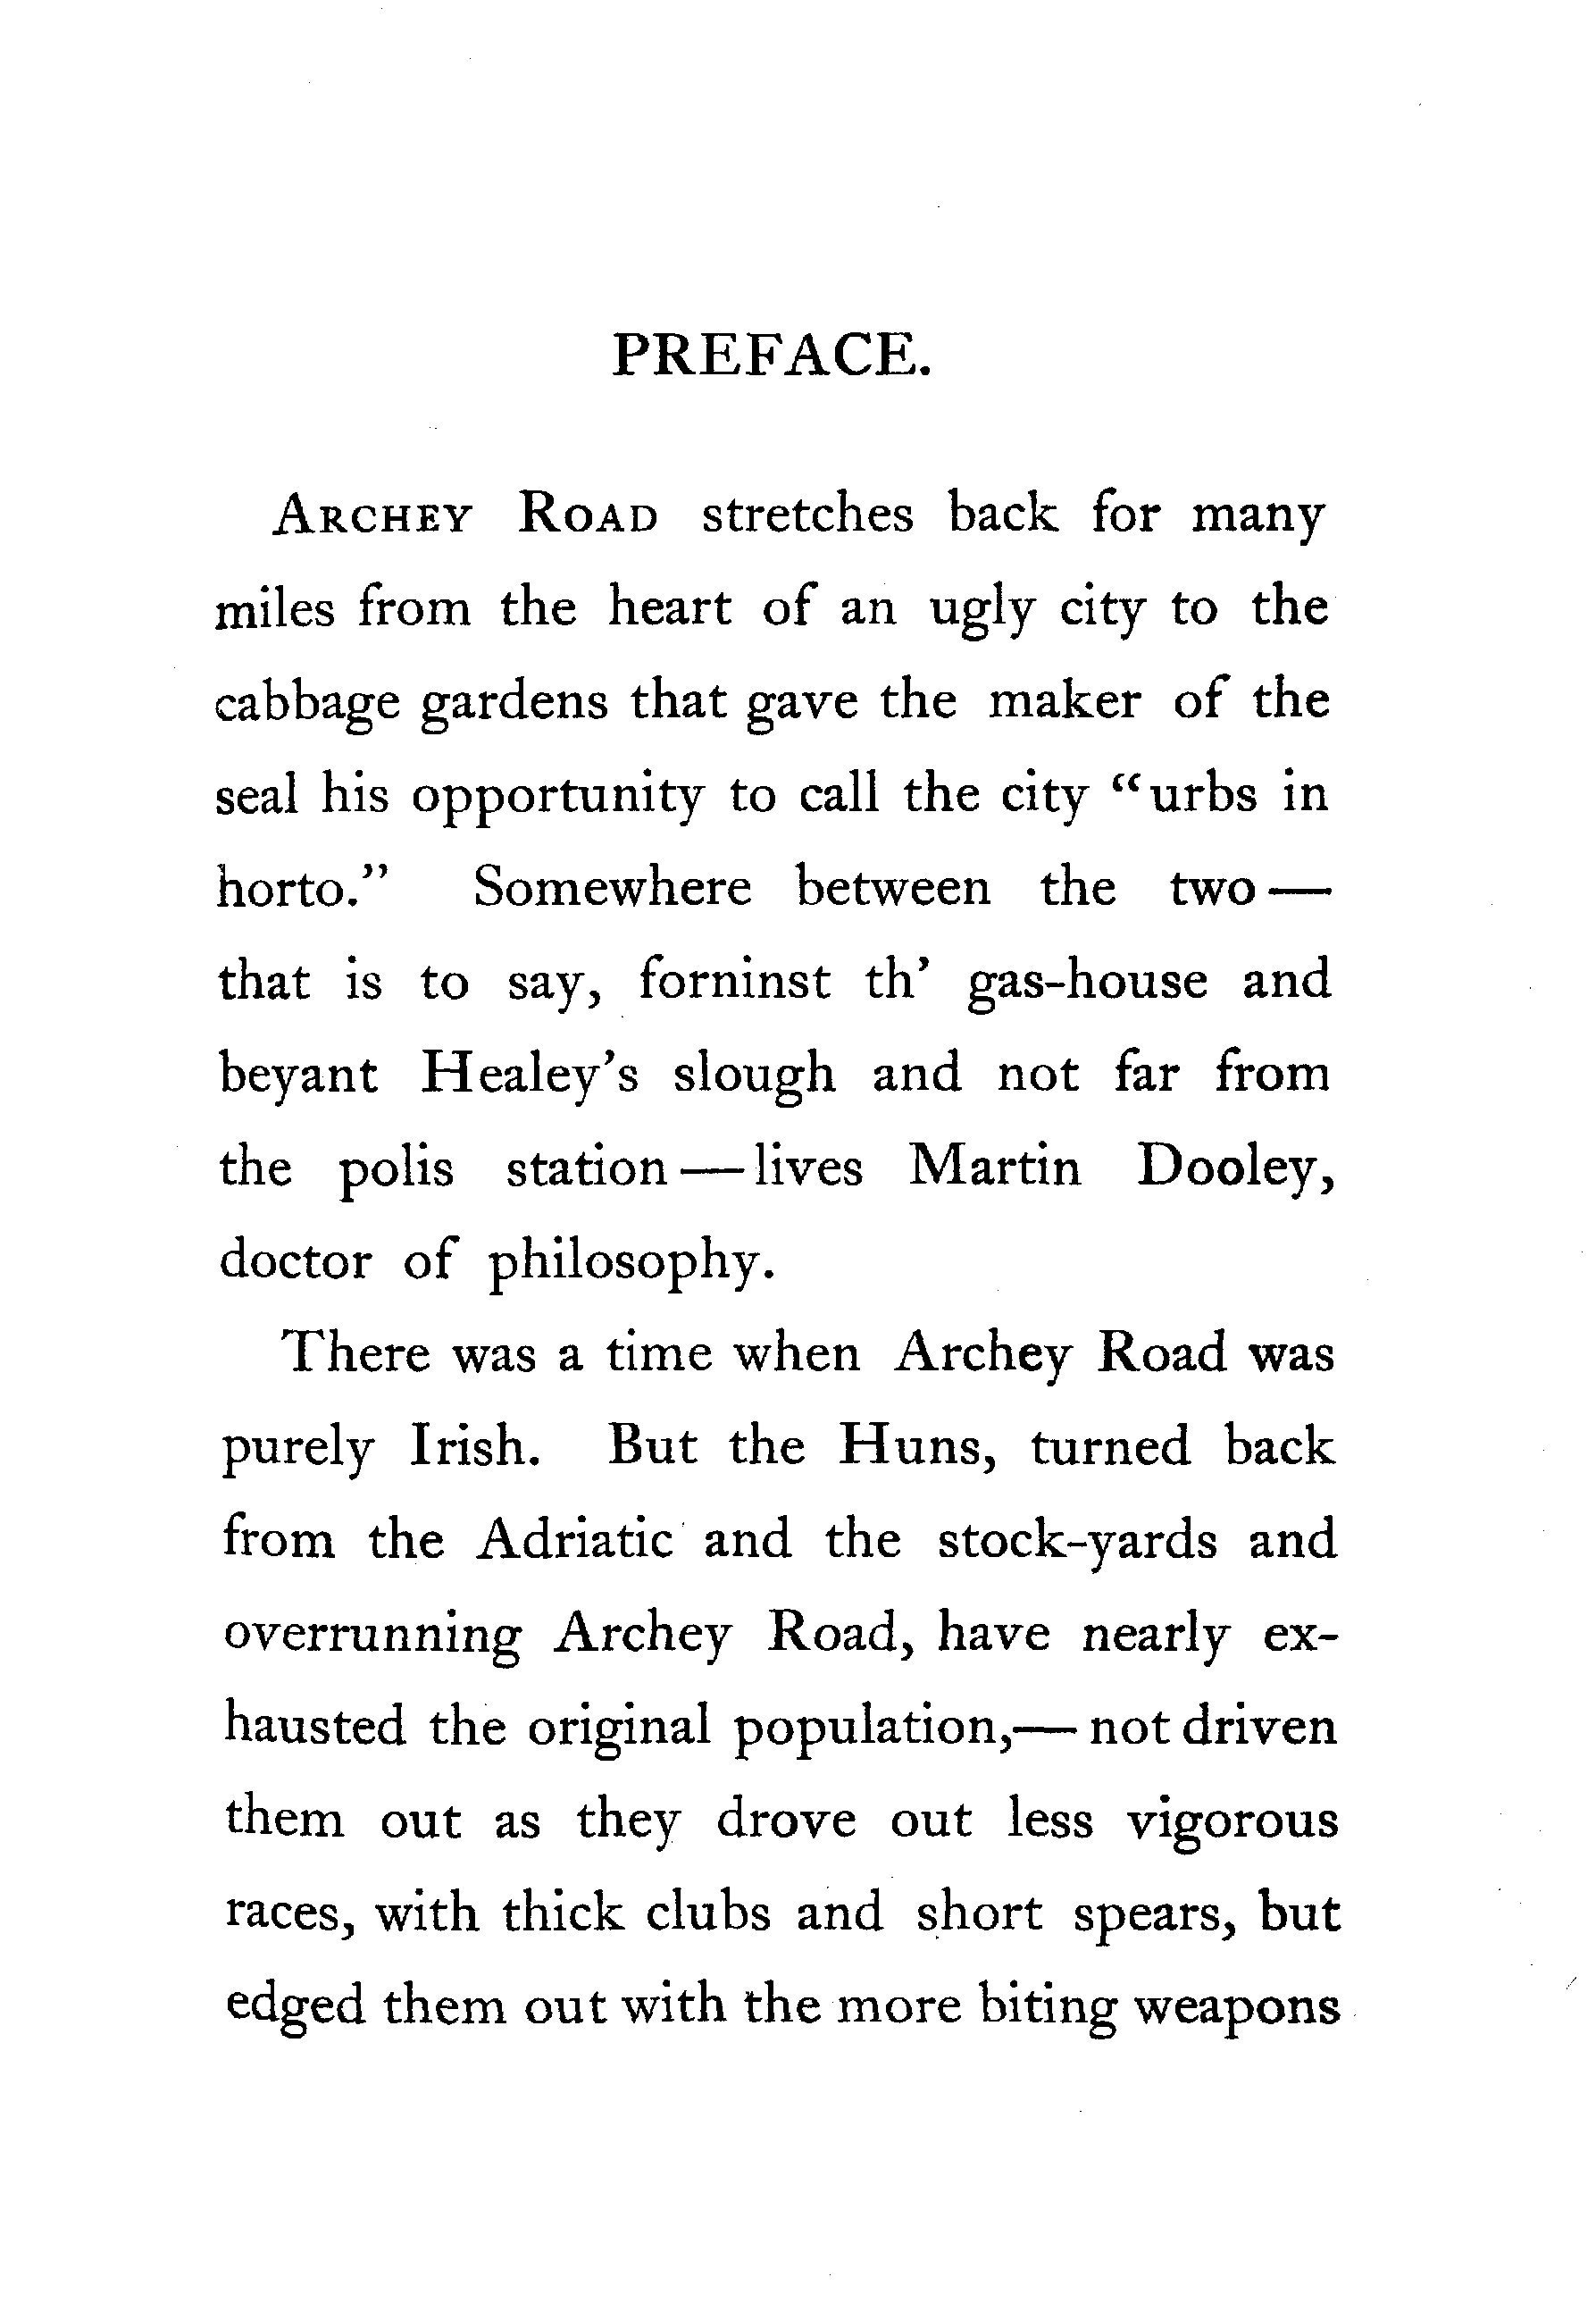 PREFACE.
ARCHEY ROAD stretches back for many
miles from the heart of an ugly city to the
cabbage gardens that gave the maker of the
seal his opportunity to call the city “urbs in
horto.” Somewhere between the two —
that is to say, forninst th’ gas-house and
beyant Healey’s slough and not far from
the polis station — lives Martin Dooley,
doctor of philosophy.
There was a time when Archey Road was
purely Irish. But the Huns, turned back
from the Adriatic and the stock-yards and
overrunning Archey Road, have nearly ex-
hausted the original population,— not driven
them out as they drove out less vigorous
races, with thick clubs and short spears, but
edged them out with the more biting weapons